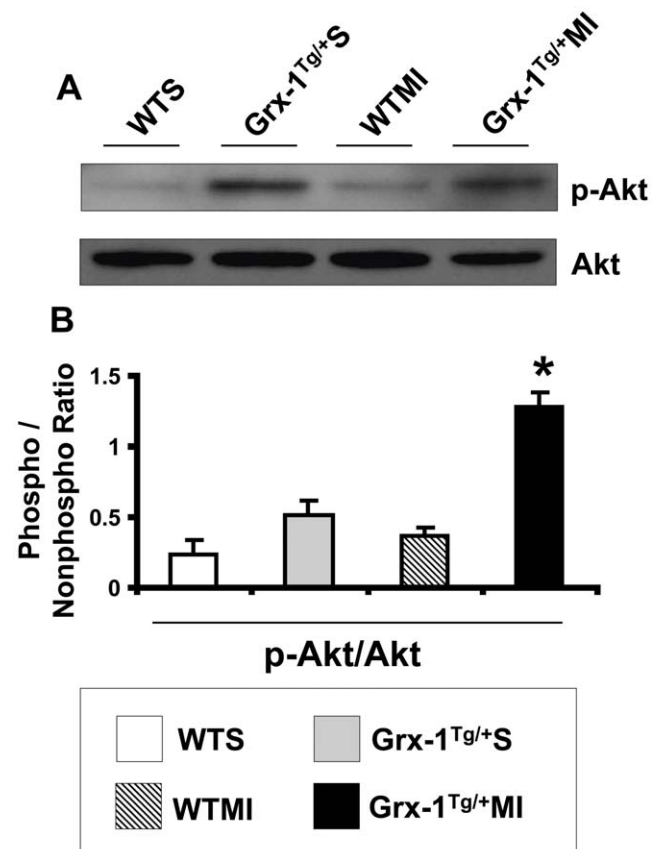 A
WTS Grx-1Tg/+S WTMI Grx-1Tg/+MI
p-Akt
Akt
B
Phospho /
Nonphospho Ratio
1.5
1
0.5
0
*
p-Akt/Akt
WTS Grx-1Tg/+S
WTMI Grx-1Tg/+MI